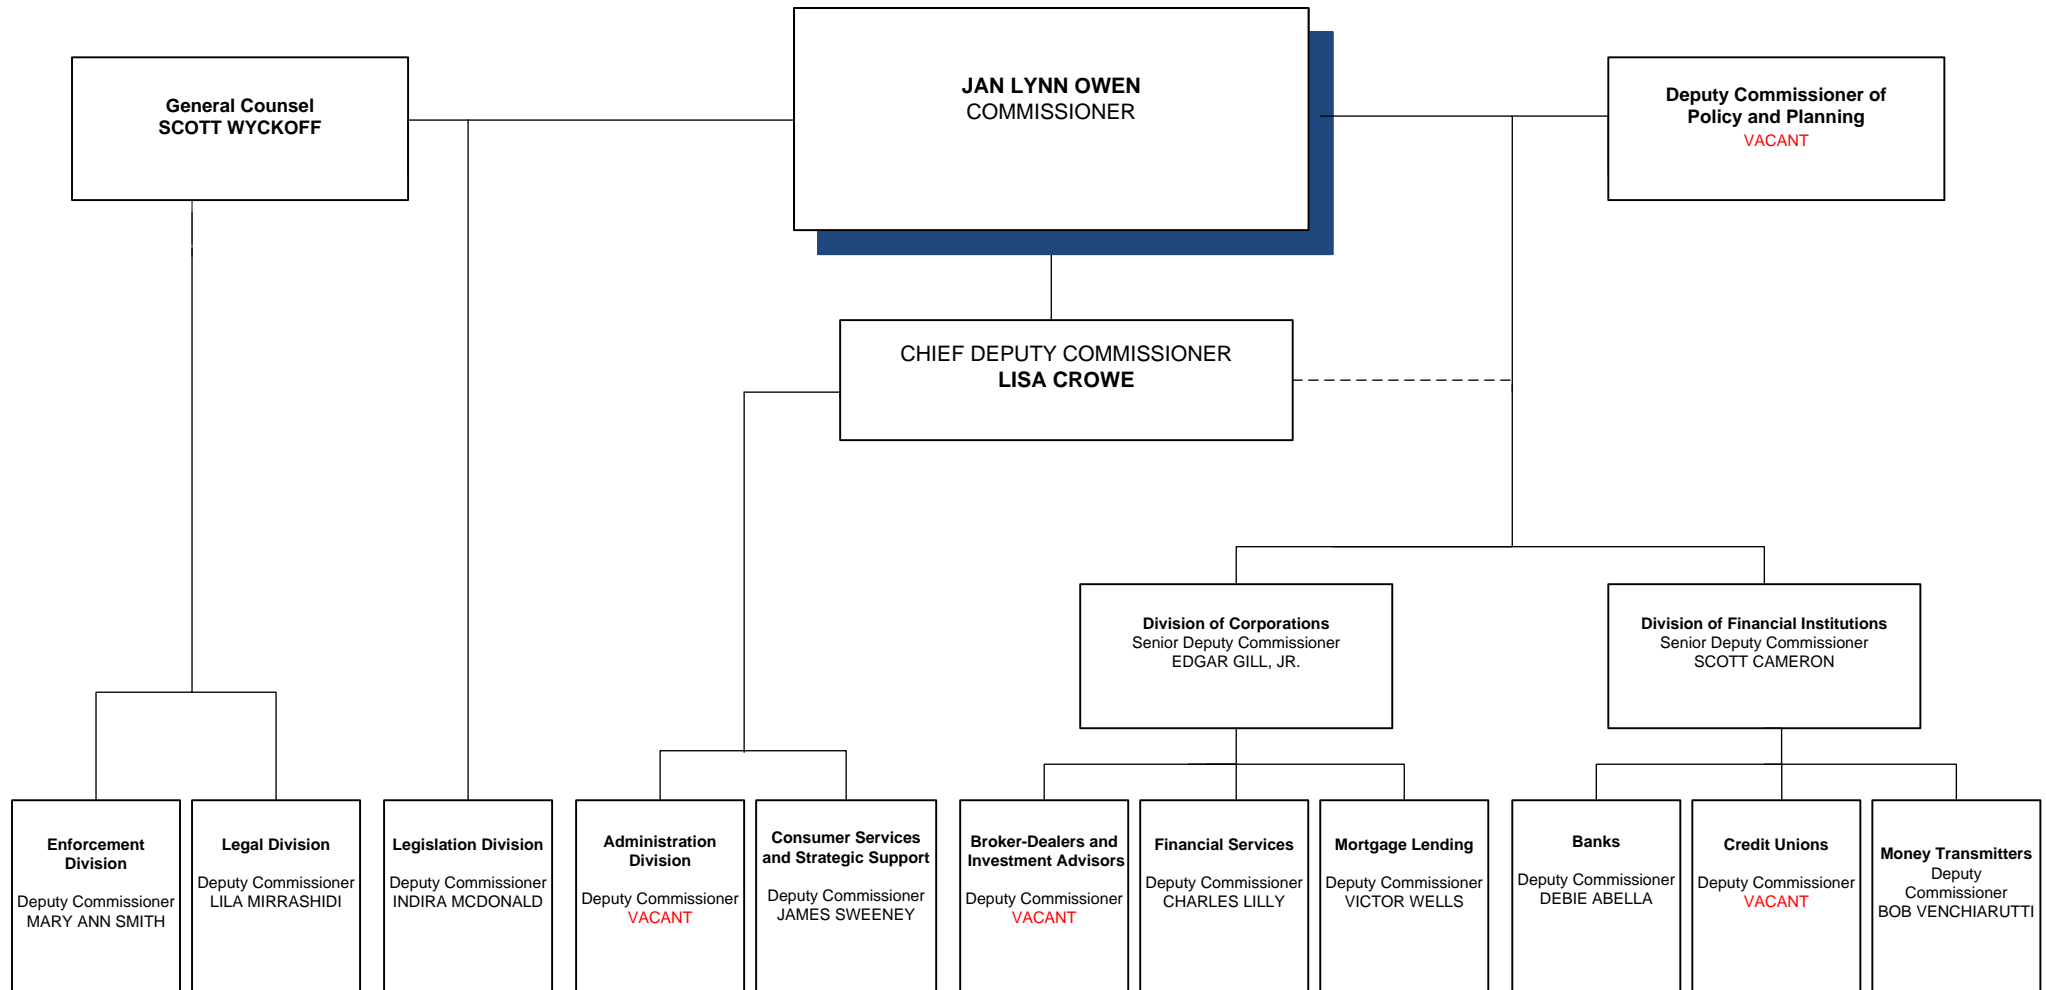 JAN LYNN OWEN
COMMISSIONER
General Counsel
SCOTT WYCKOFF
Deputy Commissioner of
Policy and Planning
VACANT
CHIEF DEPUTY COMMISSIONER
LISA CROWE
Division of Corporations
Senior Deputy Commissioner
EDGAR GILL, JR.
Division of Financial Institutions
Senior Deputy Commissioner
SCOTT CAMERON
Enforcement
Division
Deputy Commissioner
MARY ANN SMITH
Legal Division
Deputy Commissioner
LILA MIRRASHIDI
Legislation Division
Deputy Commissioner
INDIRA MCDONALD
Administration
Division
Deputy Commissioner
VACANT
Consumer Services
and Strategic Support
Deputy Commissioner
JAMES SWEENEY
Broker-Dealers and
Investment Advisors
Deputy Commissioner
VACANT
Financial Services
Deputy Commissioner
CHARLES LILLY
Mortgage Lending
Deputy Commissioner
VICTOR WELLS
Banks
Deputy Commissioner
DEBIE ABELLA
Credit Unions
Deputy Commissioner
VACANT
Money Transmitters
Deputy
Commissioner
BOB VENCHIARUTTI